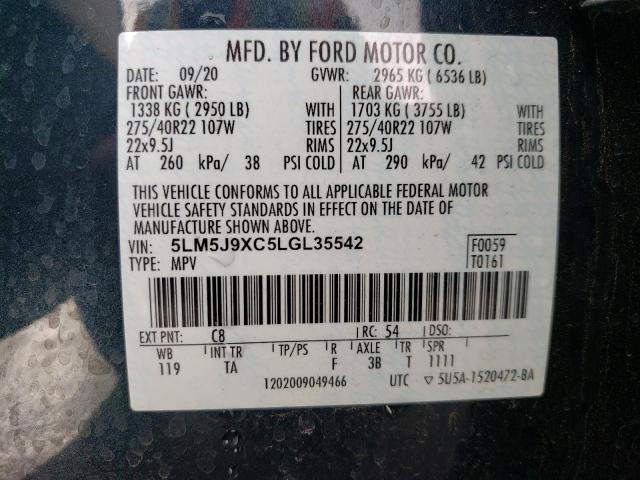 MFD. BY FORD MOTOR CO.
DATE: 09/20 GVWR: 2965 KG ( 6536 LB)
FRONT GAWR: REAR GAWR:
1338 KG ( 2950 LB) WITH 1703 KG ( 3755 LB) WITH
275/40R22 107W TIRES 275/40R22 107W TIRES
22x9.5J RIMS 22x9.5J RIMS
AT 260 kPa/ 38 PSI COLD AT 290 kPa/ 42 PSI COLD
THIS VEHICLE CONFORMS TO ALL APPLICABLE FEDERAL MOTOR
VEHICLE SAFETY STANDARDS IN EFFECT ON THE DATE OF
MANUFACTURE SHOWN ABOVE.
VIN: 5LM5J9XC5LGL35542 F0059
TYPE: MPV T0161
EXT PNT: C8 RC: 54 DSO:
WB INT TR TP/PS R AXLE TR SPR
119 TA F 3B T 1111
1202009049466 UTC ▽ 5U5A-1520472-BA